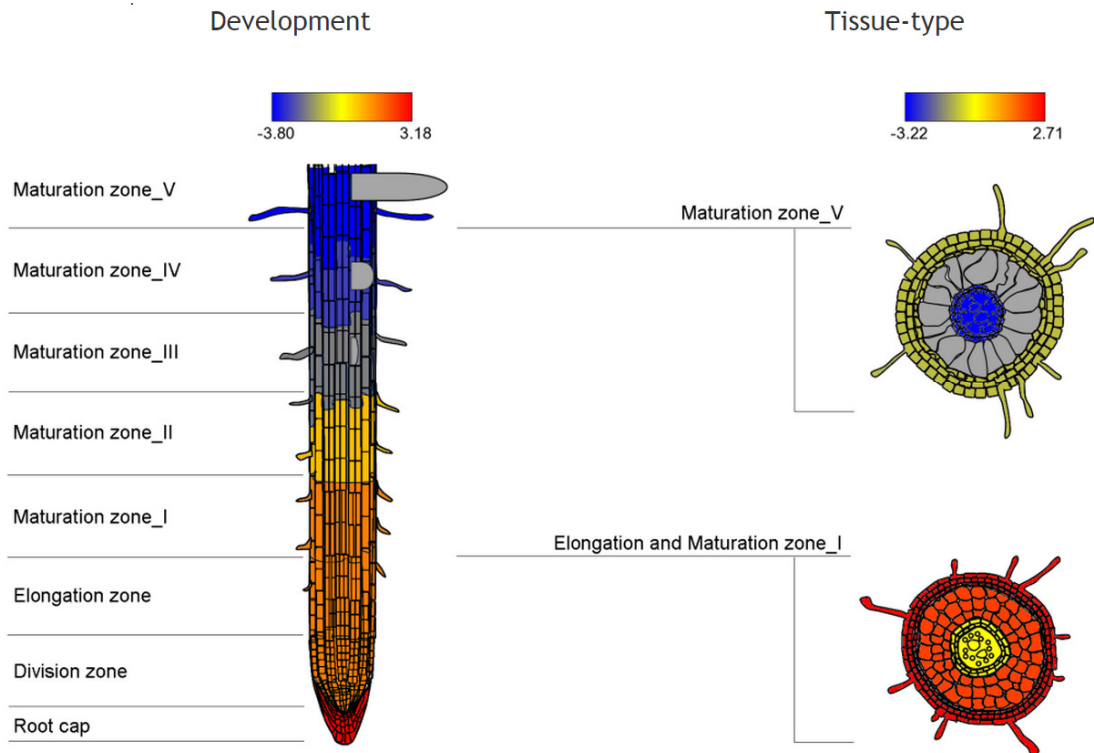 Development
Tissue-type
-3.80 3.18
-3.22 2.71
Maturation zone_V
Maturation zone_IV
Maturation zone_III
Maturation zone_II
Maturation zone_I
Elongation zone
Division zone
Root cap
Maturation zone_V
Elongation and Maturation zone_I